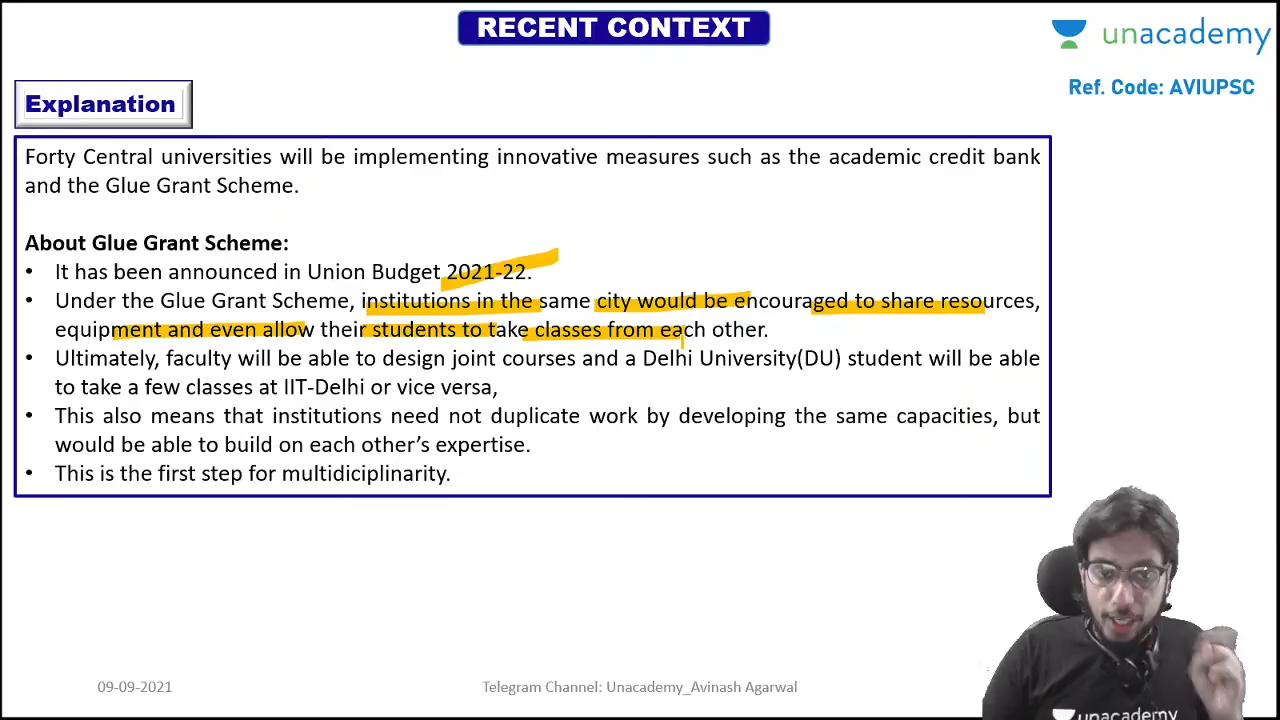 RECENT CONTEXT
unacademy
Ref. Code: AVIUPSC
Explanation
Forty Central universities will be implementing innovative measures such as the academic credit bank
and the Glue Grant Scheme.
About Glue Grant Scheme:
• It has been announced in Union Budget 2021-22.
• Under the Glue Grant Scheme, institutions in the same city would be encouraged to share resources,
equipment and even allow their students to take classes from each other.
• Ultimately, faculty will be able to design joint courses and a Delhi University(DU) student will be able
to take a few classes at IIT-Delhi or vice versa,
• This also means that institutions need not duplicate work by developing the same capacities, but
would be able to build on each other’s expertise.
• This is the first step for multidiciplinarity.
09-09-2021
Telegram Channel: Unacademy_Avinash Agarwal
unacademy